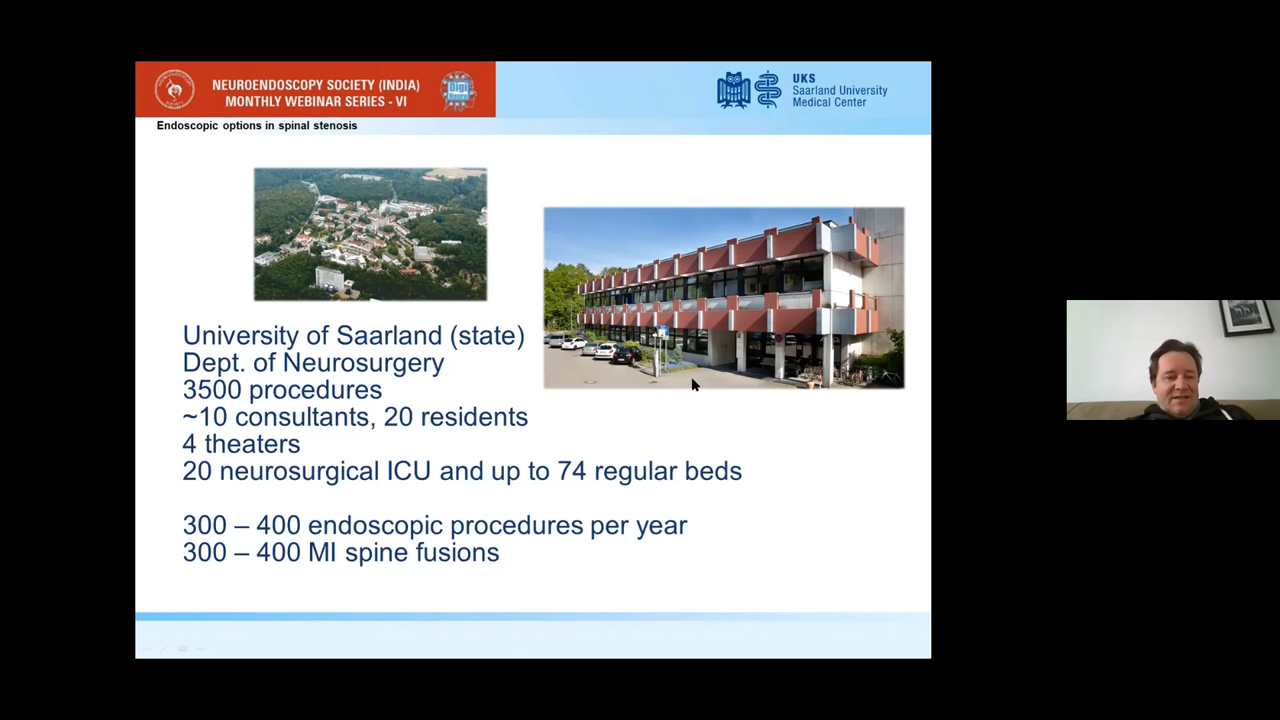 NEUROENDOSCOPY SOCIETY (INDIA)
MONTHLY WEBINAR SERIES - VI
UKS
Saarland University
Medical Center
Endoscopic options in spinal stenosis
University of Saarland (state)
Dept. of Neurosurgery
3500 procedures
~10 consultants, 20 residents
4 theaters
20 neurosurgical ICU and up to 74 regular beds
300 – 400 endoscopic procedures per year
300 – 400 MI spine fusions